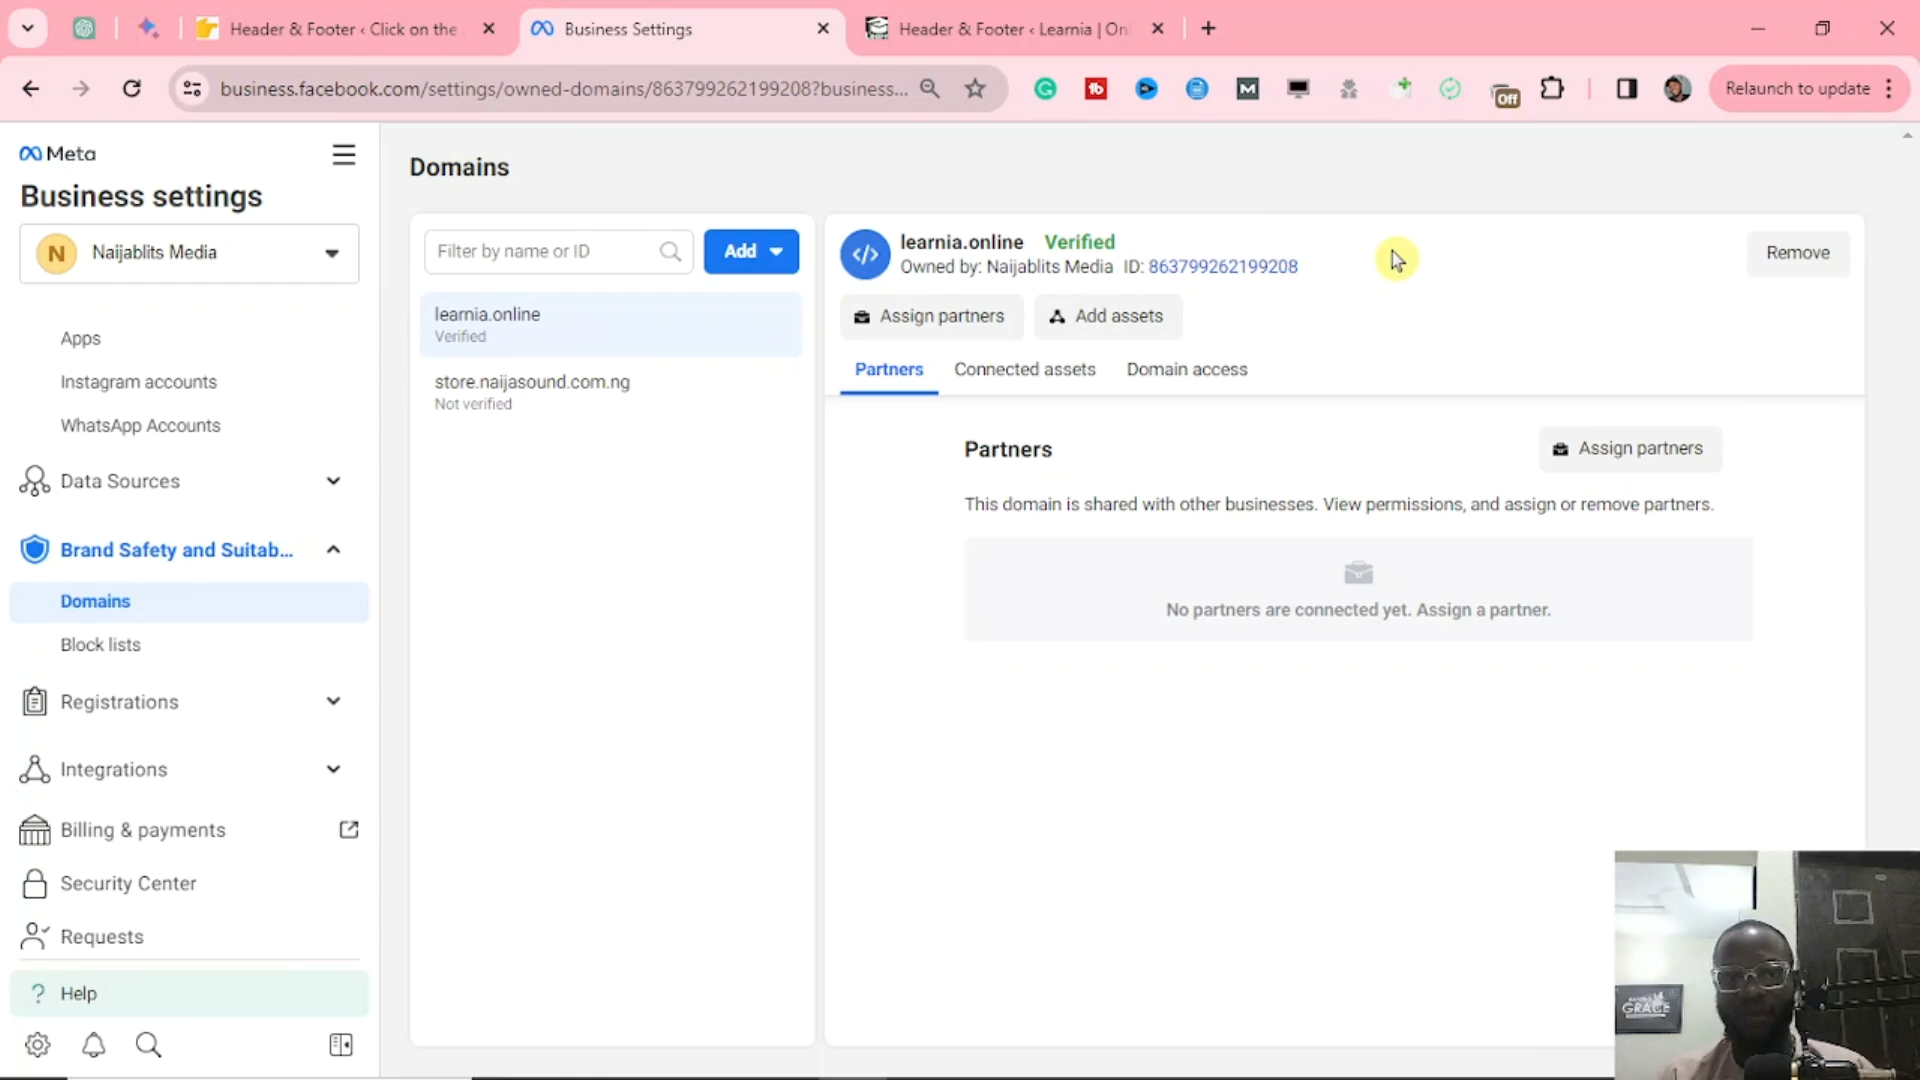 Header & Footer ‹ Click on the
Business Settings
Header & Footer ‹ Learnia | Onl
business.facebook.com/settings/owned-domains/863799262199208?business...
Off
Relaunch to update
Meta
Business settings
N
Naijablits Media
Apps
Instagram accounts
WhatsApp Accounts
Data Sources
Brand Safety and Suitab...
Domains
Block lists
Registrations
Integrations
Billing & payments
Security Center
Requests
? Help
Domains
Filter by name or ID
Add
learnia.online
Verified
store.naijasound.com.ng
Not verified
</>
learnia.online Verified
Owned by: Naijablits Media ID: 863799262199208
Remove
Assign partners
Add assets
Partners
Connected assets
Domain access
Partners
Assign partners
This domain is shared with other businesses. View permissions, and assign or remove partners.
No partners are connected yet. Assign a partner.
GRACE